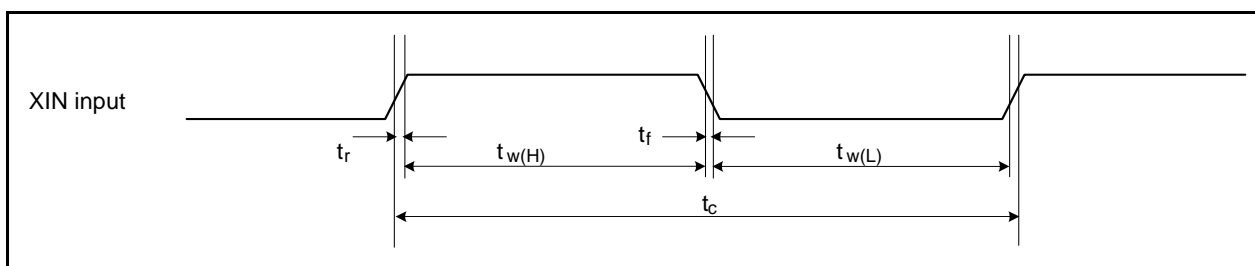 XIN input
tr
tw(H)
tf
tw(L)
tc